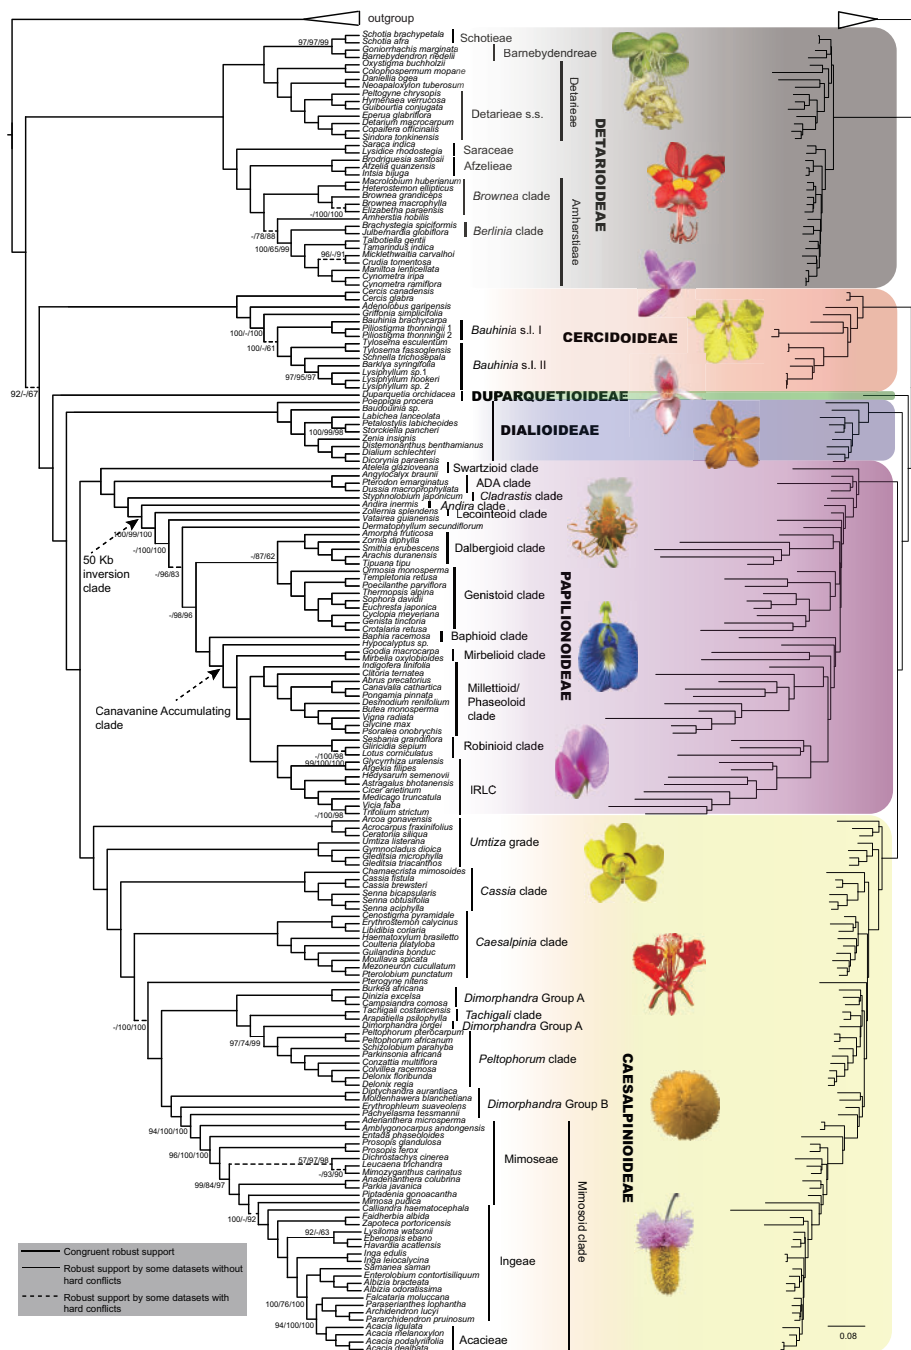 outgroup
Schotia brachypetala
Schotia afra
Goniorrhachis marginata
Barnebydendron riedelii
Oxystigma buchholzii
Colophospermum mopane
Daniellia ogea
Neoapaloxylon tuberosum
Peltogyne chrysopis
Hymenaea verrucosa
Guibourtia conjugata
Eperua glabriflora
Detarium macrocarpum
Copaifera officinalis
Sindora tonkinensis
Saraca indica
Lysidice rhodostegia
Brodriguesia santosii
Afzelia quanzensis
Intsia bijuga
Macrolobium huberianum
Heterostemon ellipticus
Brownea grandiceps
Brownea macrophylla
Elizabetha paraensis
Amherstia nobilis
Brachystegia spiciformis
Julbernardia globiflora
Talbotiella gentii
Tamarindus indica
Micklethwaitia carvalhoi
Crudia tomentosa
Maniltoa lenticellata
Cynometra iripa
Cynometra ramiflora
Cercis canadensis
Cercis glabra
Adenolobus garipensis
Griffonia simplicifolia
Bauhinia brachycarpa
Piliostigma thonningii 1
Piliostigma thonningii 2
Tylosema esculentum
Tylosema fassoglensis
Schnella trichosepala
Barklya syringifolia
Lysiphyllum sp.1
Lysiphyllum hookeri
Lysiphyllum sp. 2
Duparquetia orchidacea
Poeppigia procera
Baudouinia sp.
Labichea lanceolata
Petalostylis labicheoides
Storckiella pancheri
Zenia insignis
Distemonanthus benthamianus
Dialium schlechteri
Dicorynia paraensis
Ateleia glazioveana
Angylocalyx braunii
Pterodon emarginatus
Dussia macroprophyllata
Styphnolobium japonicum
Andira inermis
Zollernia splendens
Vatairea guianensis
Dermatophyllum secundiflorum
Amorpha fruticosa
Zornia diphylla
Smithia erubescens
Arachis duranensis
Tipuana tipu
Ormosia monosperma
Templetonia retusa
Poecilanthe parviflora
Thermopsis alpina
Sophora davidii
Euchresta japonica
Cyclopia meyeriana
Genista tinctoria
Crotalaria retusa
Baphia racemosa
Hypocalyptus sp.
Goodia macrocarpa
Mirbelia oxylobioides
Indigofera linifolia
Clitoria ternatea
Abrus precatorius
Canavalia cathartica
Pongamia pinnata
Desmodium renifolium
Butea monosperma
Vigna radiata
Glycine max
Psoralea onobrychis
Sesbania grandiflora
Gliricidia sepium
Lotus corniculatus
Glycyrrhiza uralensis
Afgekia filipes
Hedysarum semenovii
Astragalus bhotanensis
Cicer arietinum
Medicago truncatula
Vicia faba
Trifolium strictum
Arcoa gonavensis
Acrocarpus fraxinifolius
Ceratonia siliqua
Umtiza listerana
Gymnocladus dioica
Gleditsia microphylla
Gleditsia triacanthos
Chamaecrista mimosoides
Cassia fistula
Cassia brewsteri
Senna bicapsularis
Senna obtusifolia
Senna aciphylla
Cenostigma pyramidale
Erythrostemon calycinus
Libidibia coriaria
Haematoxylum brasiletto
Coulteria platyloba
Guilandina bonduc
Moullava spicata
Mezoneuron cucullatum
Pterolobium punctatum
Pterogyne nitens
Burkea africana
Dinizia excelsa
Campsiandra comosa
Tachigali costaricensis
Arapatiella psilophylla
Dimorphandra jorgei
Peltophorum pterocarpum
Peltophorum africanum
Schizolobium parahyba
Parkinsonia africana
Conzattia multiflora
Colvillea racemosa
Delonix floribunda
Delonix regia
Diptychandra aurantiaca
Moldenhawera blanchetiana
Erythrophleum suaveolens
Pachyelasma tessmannii
Adenanthera microsperma
Amblygonocarpus andongensis
Entada phaseoloides
Prosopis glandulosa
Prosopis ferox
Dichrostachys cinerea
Leucaena trichandra
Mimozyganthus carinatus
Anadenanthera colubrina
Parkia javanica
Piptadenia gonoacantha
Mimosa pudica
Calliandra haematocephala
Faidherbia albida
Zapoteca portoricensis
Lysiloma watsonii
Ebenopsis ebano
Havardia acatlensis
Inga edulis
Inga leiocalycina
Samanea saman
Enterolobium contortisiliquum
Albizia bracteata
Albizia odoratissima
Falcataria moluccana
Paraserianthes lophantha
Archidendron lucyi
Pararchidendron pruinosum
Acacia ligulata
Acacia melanoxylon
Acacia podalyriifolia
Acacia dealbata
Schotieae
Barnebydendreae
Detarieae s.s.
Detarieae
Saraceae
Afzelieae
Brownea clade
Berlinia clade
Amherstieae
DETARIOIDEAE
Bauhinia s.l. I
Bauhinia s.l. II
CERCIDOIDEAE
DUPARQUETIOIDEAE
DIALIOIDEAE
Swartzioid clade
ADA clade
Cladrastis clade
Andira clade
Lecointeoid clade
Dalbergioid clade
Genistoid clade
Baphioid clade
Mirbelioid clade
Millettioid/
Phaseoloid
clade
Robinioid clade
IRLC
PAPILIONOIDEAE
Umtiza grade
Cassia clade
Caesalpinia clade
Dimorphandra Group A
Tachigali clade
Dimorphandra Group A
Peltophorum clade
Dimorphandra Group B
Mimoseae
Ingeae
Acacieae
Mimosoid clade
CAESALPINIOIDEAE
97/97/99
-/100/100
-/78/88
100/65/99
96/-/91
100/-/100
100/-/61
97/95/97
92/-/67
100/99/98
100/99/100
-/100/100
-/96/83
-/87/62
-/98/96
-/100/98
99/100/100
-/100/98
-/100/100
97/74/99
94/100/100
96/100/100
57/97/98
-/93/90
99/84/97
100/-/92
92/-/63
100/76/100
94/100/100
50 Kb
inversion
clade
Canavanine Accumulating
clade
Congruent robust support
Robust support by some datasets without
hard conflicts
Robust support by some datasets with
hard conflicts
0.08